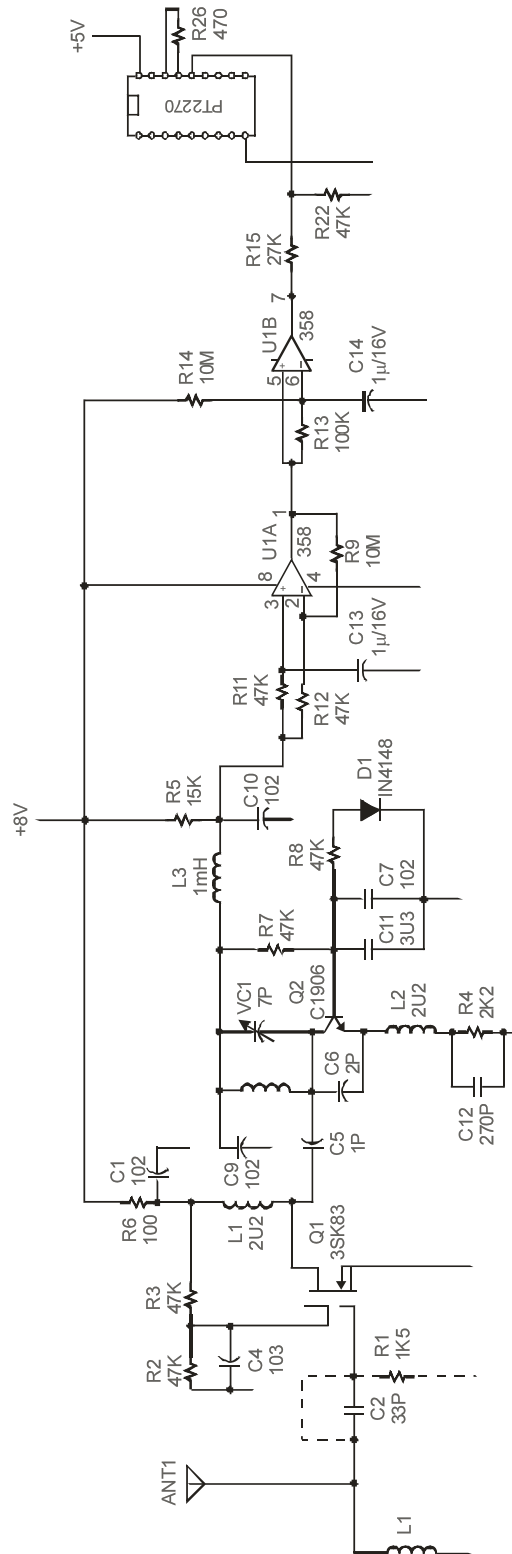 +5V
R26
470
PT2270
R22
47K
R15
27K
7
U1B
358
5
6
+
−
R14
10M
C14
1µ/16V
R13
100K
1
U1A
358
8
4
3
2
+
−
R9
10M
C13
1µ/16V
R11
47K
R12
47K
+8V
R5
15K
C10
102
D1
IN4148
R8
47K
L3
1mH
C7
102
C11
3U3
R7
47K
VC1
7P
Q2
C1906
L2
2U2
R4
2K2
C6
2P
C12
270P
C9
102
C5
1P
C1
102
R6
100
L1
2U2
Q1
3SK83
R3
47K
R2
47K
C4
103
R1
1K5
C2
33P
ANT1
L1